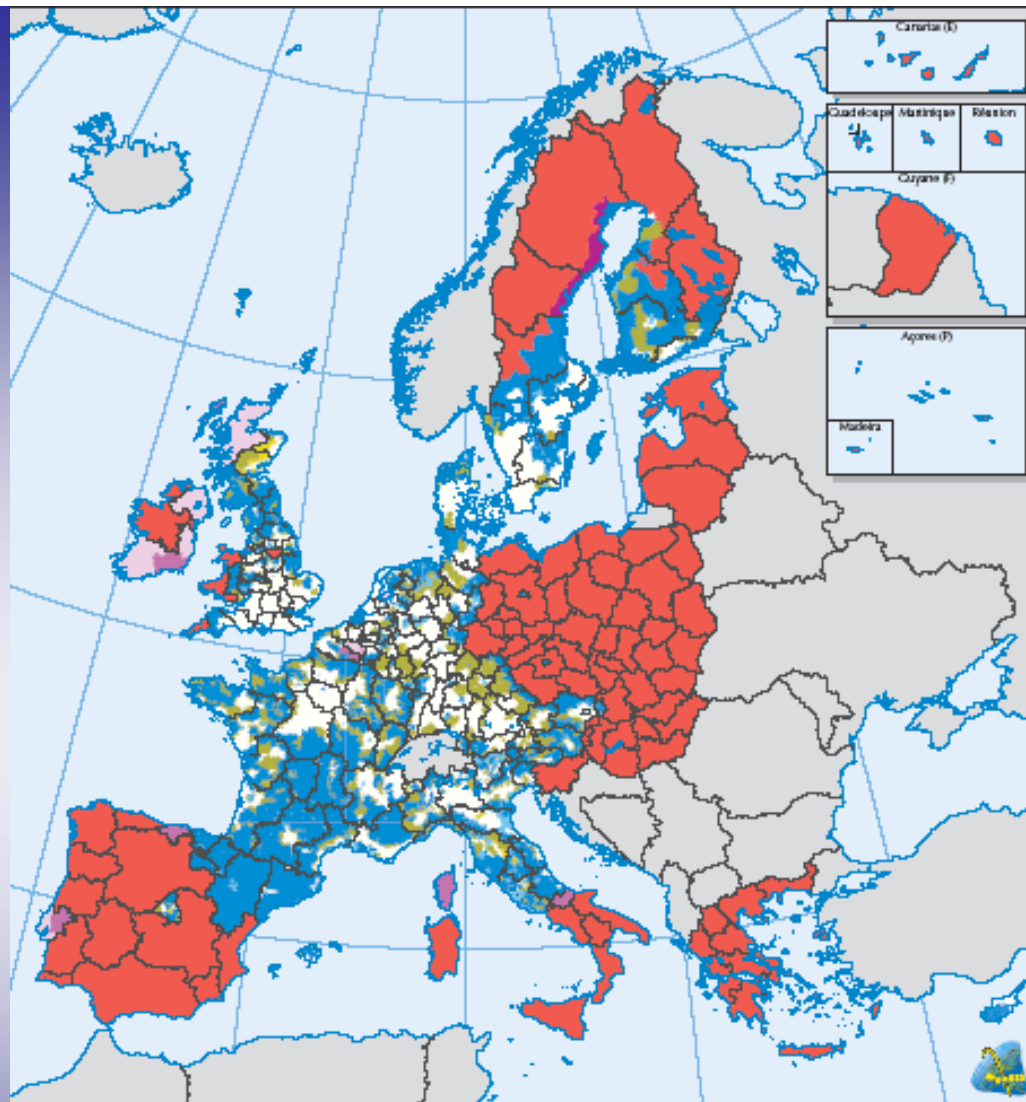 Canarias (E)
Guadeloupe
Martinique
Réunion
Guyane (F)
Açores (P)
Madeira